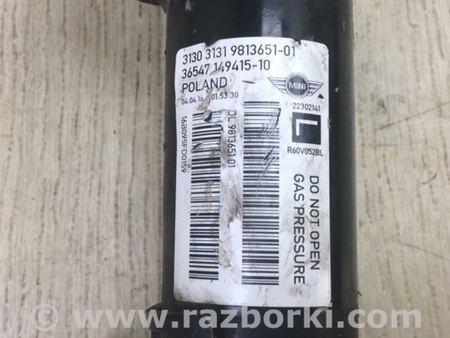 3130 3131 9813651-01
36547 149415-10
POLAND
04.04.16 01:53:30
MINI
22302141
L
R60V052BL
DL 9813651 01
DO NOT OPEN
GAS PRESSURE
www.razborki.com